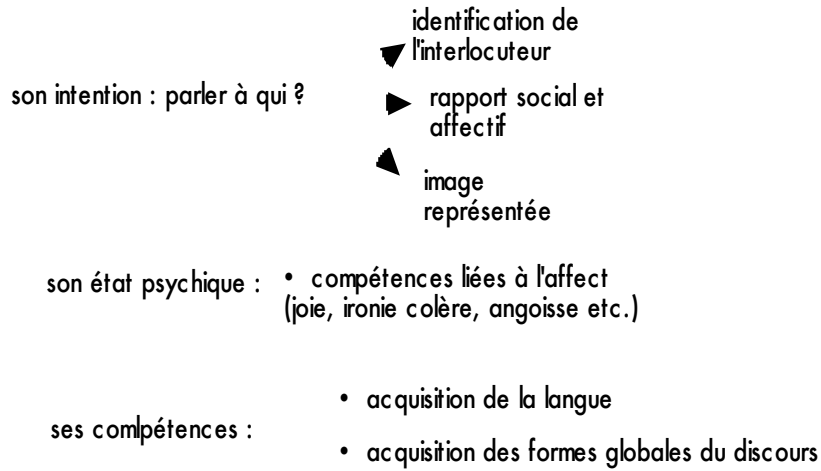 identification de
l'interlocuteur
son intention : parler à qui ?
rapport social et
affectif
image
représentée
son état psychique : • compétences liées à l'affect
(joie, ironie colère, angoisse etc.)
• acquisition de la langue
ses comlpétences :
• acquisition des formes globales du discours